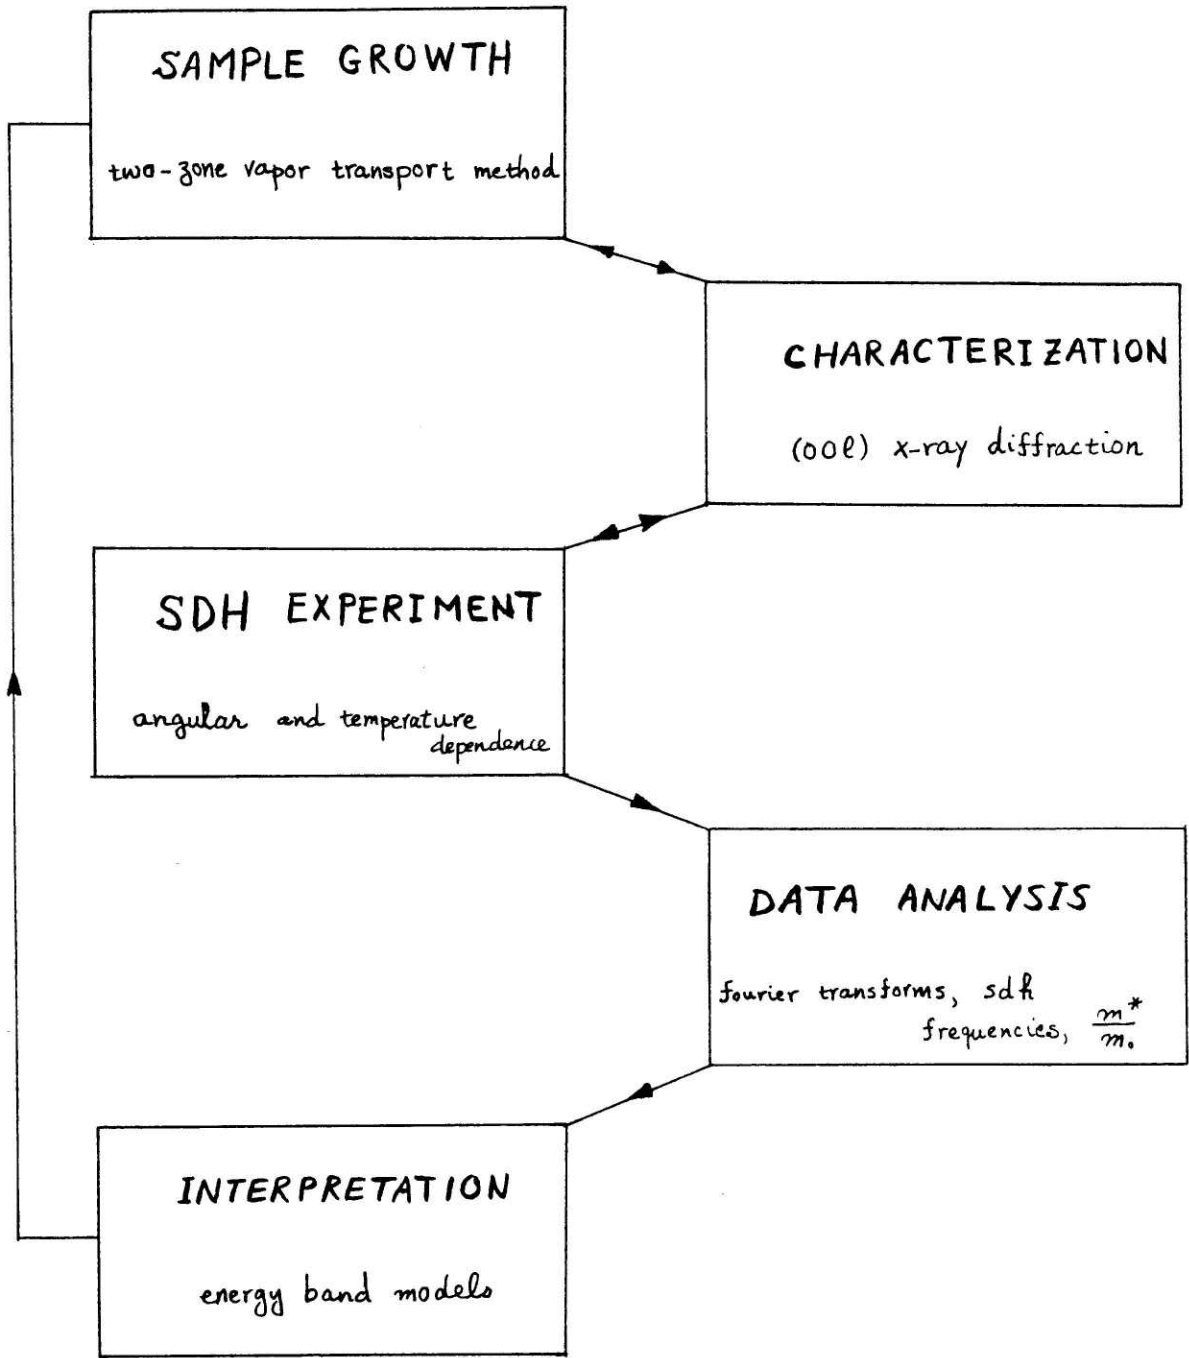 SAMPLE GROWTH
two-zone vapor transport method
CHARACTERIZATION
(00ℓ) x-ray diffraction
SDH EXPERIMENT
angular and temperature
dependence
DATA ANALYSIS
fourier transforms, sdh
frequencies, m*/m₀
INTERPRETATION
energy band models